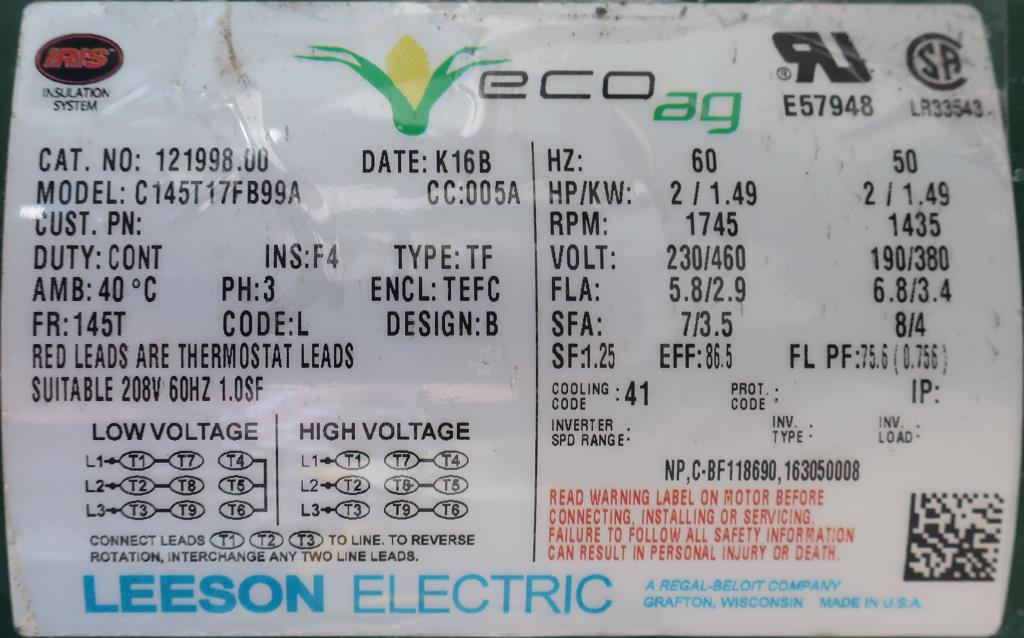 IRIS
INSULATION
SYSTEM
eco ag
E57948
LR33543
CAT. NO: 121998.00 DATE: K16B
MODEL: C145T17FB99A CC:005A
CUST. PN:
DUTY: CONT INS:F4 TYPE: TF
AMB: 40 °C PH:3 ENCL: TEFC
FR:145T CODE:L DESIGN:B
RED LEADS ARE THERMOSTAT LEADS
SUITABLE 208V 60HZ 1.0SF
LOW VOLTAGE HIGH VOLTAGE
L1 T1 T7 T4 L1 T1 T7 T4
L2 T2 T8 T5 L2 T2 T8 T5
L3 T3 T9 T6 L3 T3 T9 T6
CONNECT LEADS T1 T2 T3 TO LINE. TO REVERSE
ROTATION, INTERCHANGE ANY TWO LINE LEADS.
HZ: 60 50
HP/KW: 2 / 1.49 2 / 1.49
RPM: 1745 1435
VOLT: 230/460 190/380
FLA: 5.8/2.9 6.8/3.4
SFA: 7/3.5 8/4
SF:1.25 EFF:86.5 FL PF:75.6 (0.756)
COOLING CODE : 41 PROT. CODE : IP:
INVERTER SPD RANGE: INV. TYPE : INV. LOAD:
NP,C-BF118690,163050008
READ WARNING LABEL ON MOTOR BEFORE
CONNECTING, INSTALLING OR SERVICING.
FAILURE TO FOLLOW ALL SAFETY INFORMATION
CAN RESULT IN PERSONAL INJURY OR DEATH.
LEESON ELECTRIC
A REGAL-BELOIT COMPANY
GRAFTON, WISCONSIN MADE IN U.S.A.